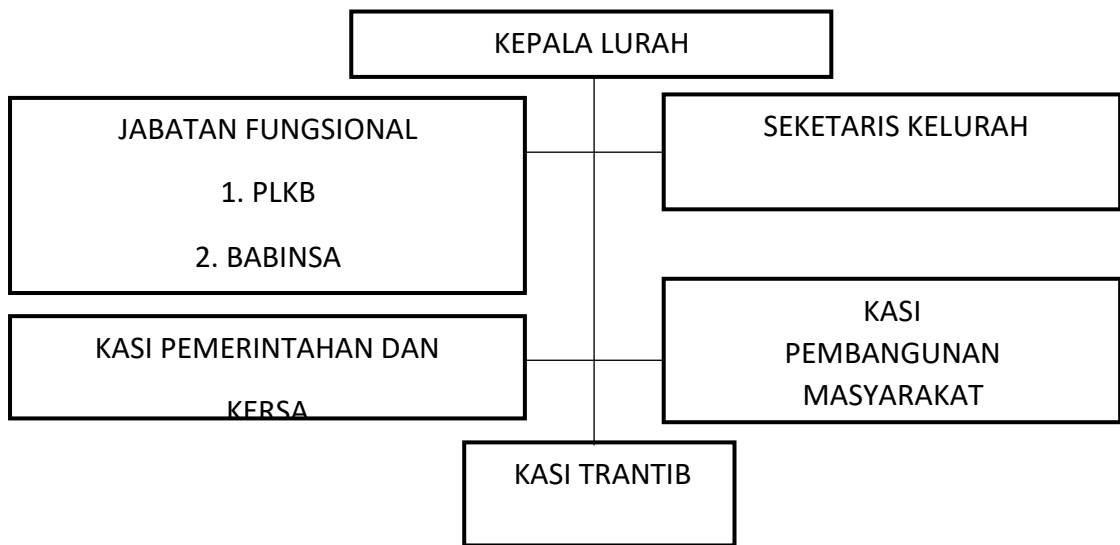 KEPALA LURAH
JABATAN FUNGSIONAL
1. PLKB
2. BABINSA
SEKETARIS KELURAH
KASI PEMERINTAHAN DAN
KERSA
KASI
PEMBANGUNAN
MASYARAKAT
KASI TRANTIB